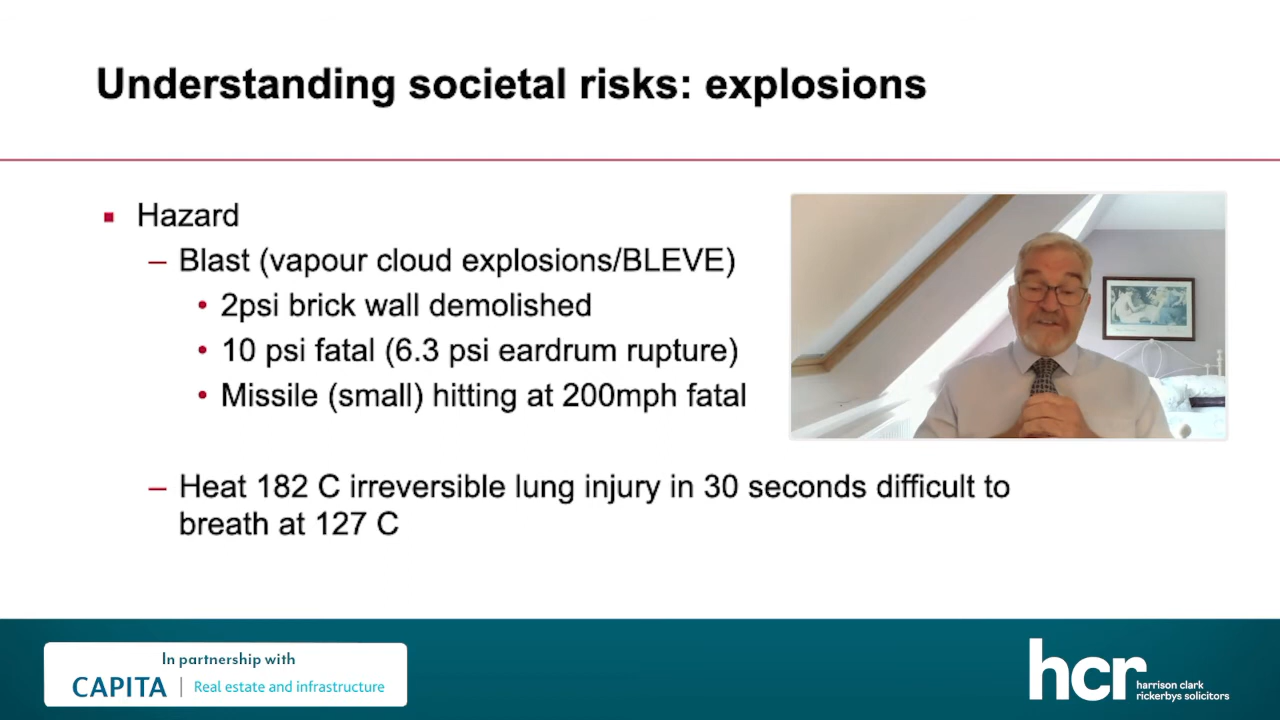 Understanding societal risks: explosions
Hazard
– Blast (vapour cloud explosions/BLEVE)
• 2psi brick wall demolished
• 10 psi fatal (6.3 psi eardrum rupture)
• Missile (small) hitting at 200mph fatal
– Heat 182 C irreversible lung injury in 30 seconds difficult to
breath at 127 C
In partnership with
CAPITA | Real estate and infrastructure
hcr harrison clark
rickerbys solicitors